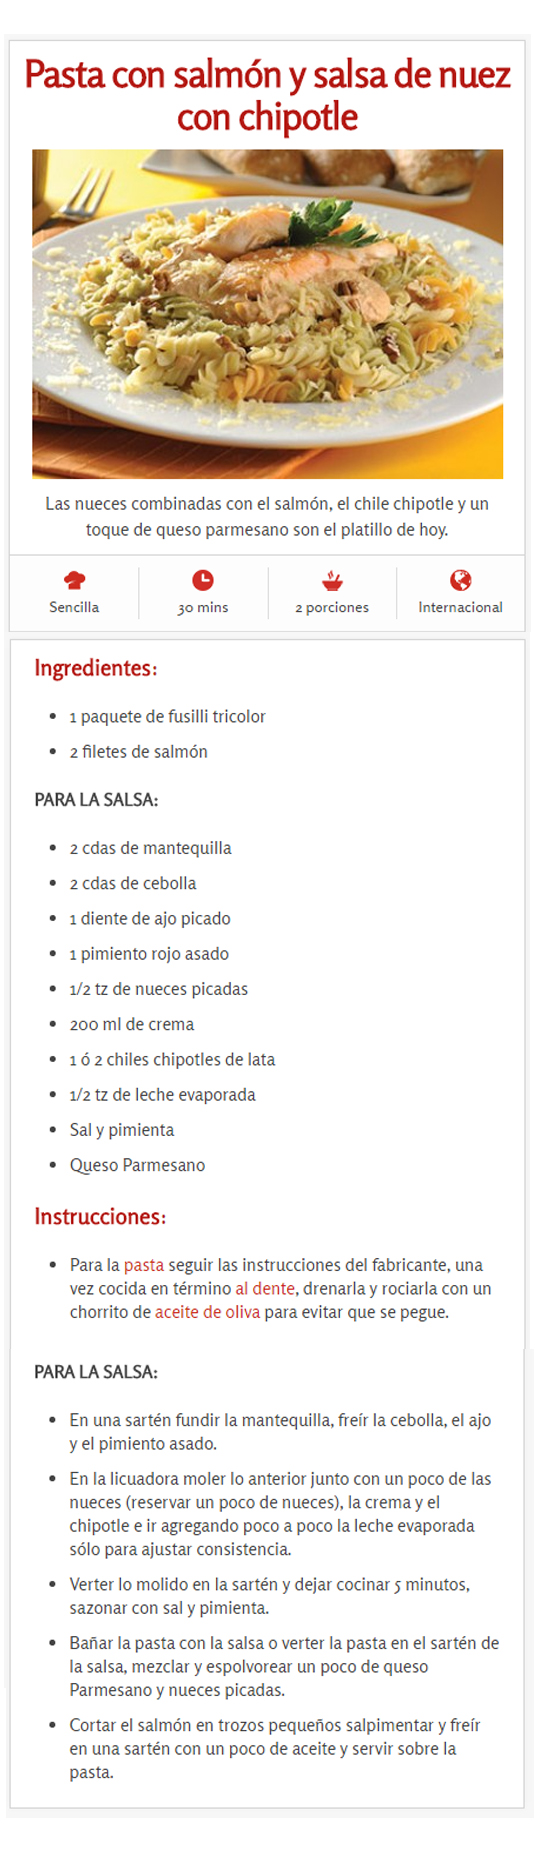 Pasta con salmón y salsa de nuez
con chipotle
Las nueces combinadas con el salmón, el chile chipotle y un
toque de queso parmesano son el platillo de hoy.
Sencilla
30 mins
2 porciones
Internacional
Ingredientes:
• 1 paquete de fusilli tricolor
• 2 filetes de salmón
PARA LA SALSA:
• 2 cdas de mantequilla
• 2 cdas de cebolla
• 1 diente de ajo picado
• 1 pimiento rojo asado
• 1/2 tz de nueces picadas
• 200 ml de crema
• 1 ó 2 chiles chipotles de lata
• 1/2 tz de leche evaporada
• Sal y pimienta
• Queso Parmesano
Instrucciones:
• Para la pasta seguir las instrucciones del fabricante, una
vez cocida en término al dente, drenarla y rociarla con un
chorrito de aceite de oliva para evitar que se pegue.
PARA LA SALSA:
• En una sartén fundir la mantequilla, freír la cebolla, el ajo
y el pimiento asado.
• En la licuadora moler lo anterior junto con un poco de las
nueces (reservar un poco de nueces), la crema y el
chipotle e ir agregando poco a poco la leche evaporada
sólo para ajustar consistencia.
• Verter lo molido en la sartén y dejar cocinar 5 minutos,
sazonar con sal y pimienta.
• Bañar la pasta con la salsa o verter la pasta en el sartén de
la salsa, mezclar y espolvorear un poco de queso
Parmesano y nueces picadas.
• Cortar el salmón en trozos pequeños salpimentar y freír
en una sartén con un poco de aceite y servir sobre la
pasta.